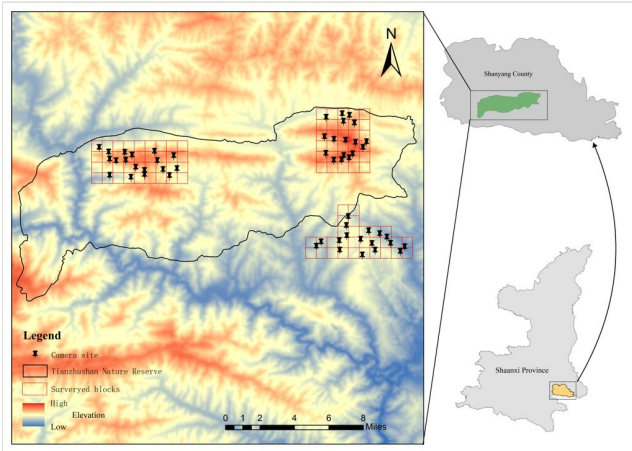 N
Shanyang County
Shaanxi Province
Legend
Camera site
Tianzhushan Nature Reserve
Surveryed blocks
High
Elevation
Low
0 1 2 4 6 8
Miles